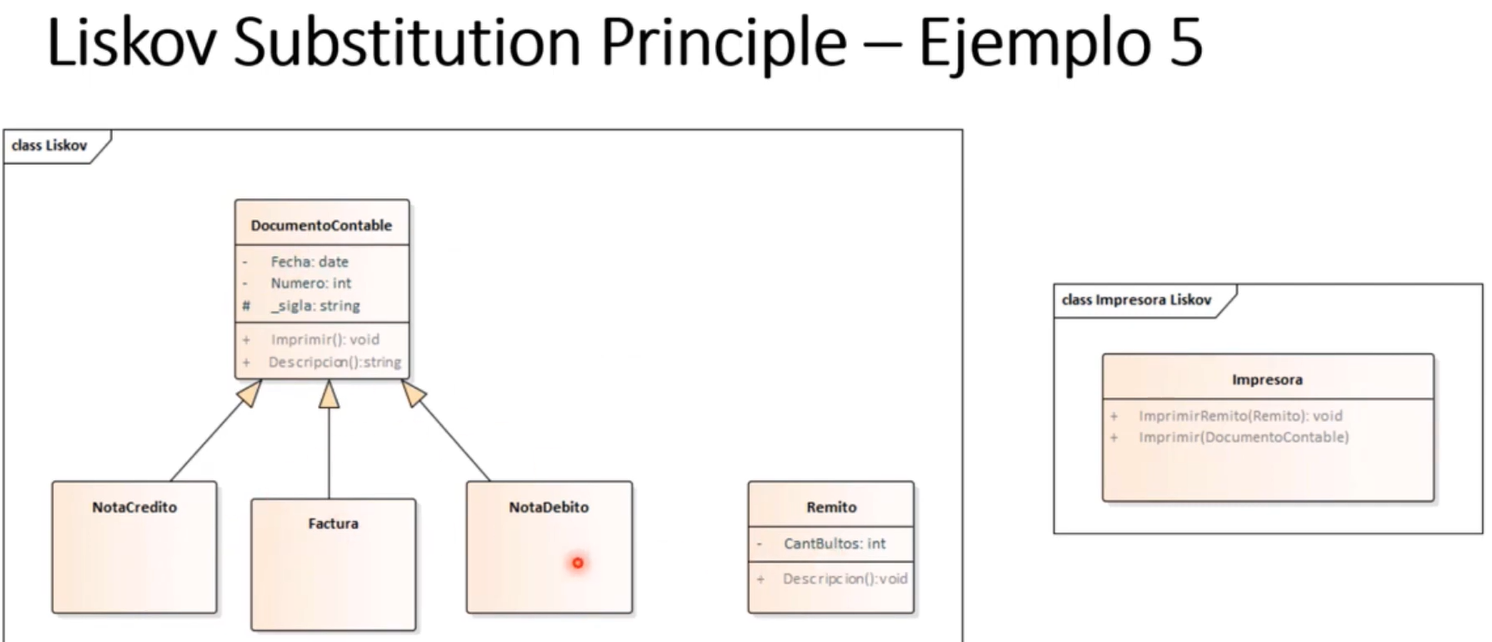 Liskov Substitution Principle – Ejemplo 5
class Liskov
DocumentoContable
- Fecha: date
- Numero: int
# _sigla: string
+ Imprimir(): void
+ Descripcion():string
NotaCredito
Factura
NotaDebito
Remito
- CantBultos: int
+ Descripcion():void
class Impresora Liskov
Impresora
+ ImprimirRemito(Remito): void
+ Imprimir(DocumentoContable)